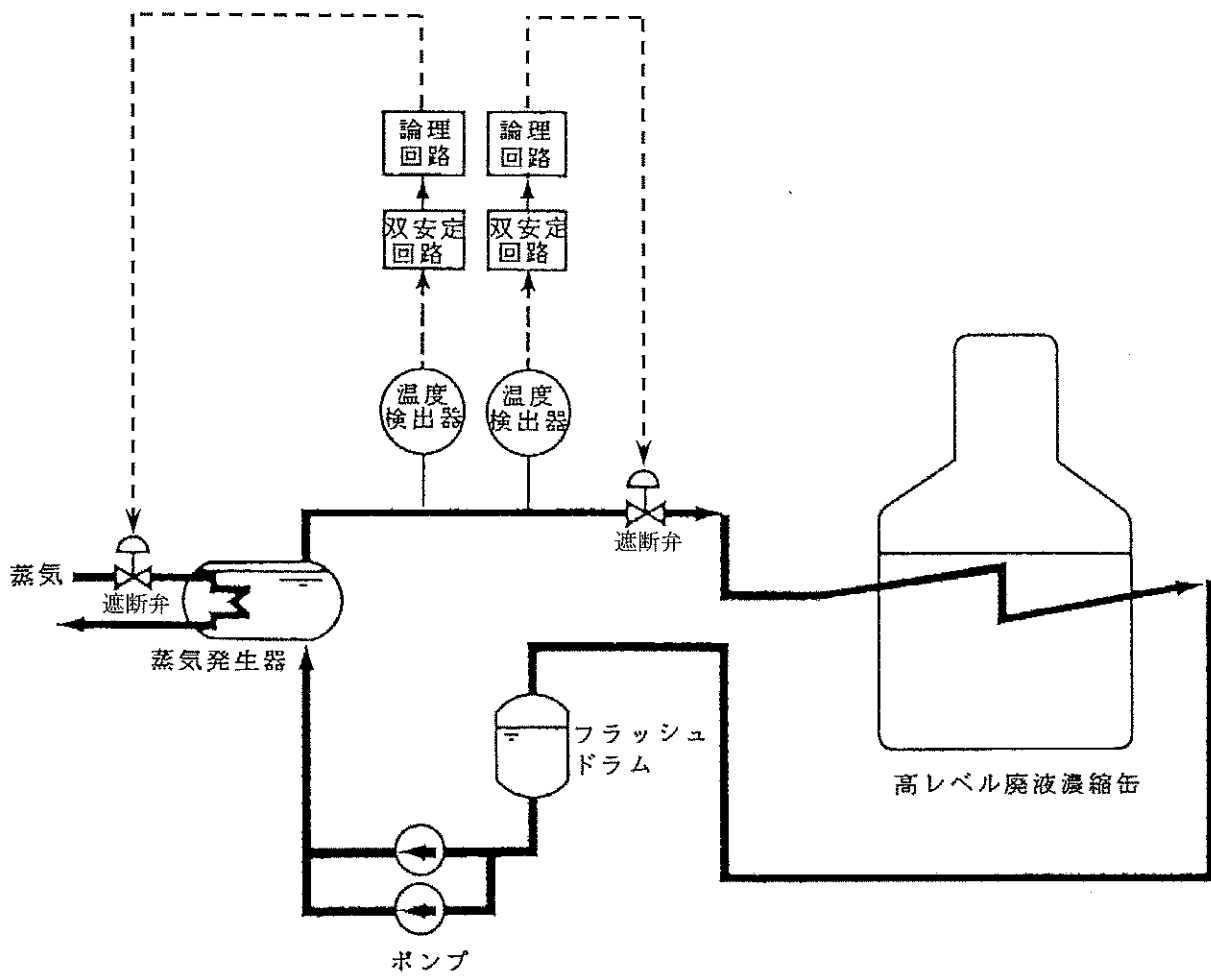 論理
回路
論理
回路
双安定
回路
双安定
回路
温度
検出器
温度
検出器
遮断弁
蒸気
遮断弁
蒸気発生器
フラッシュ
ドラム
高レベル廃液濃縮缶
ポンプ